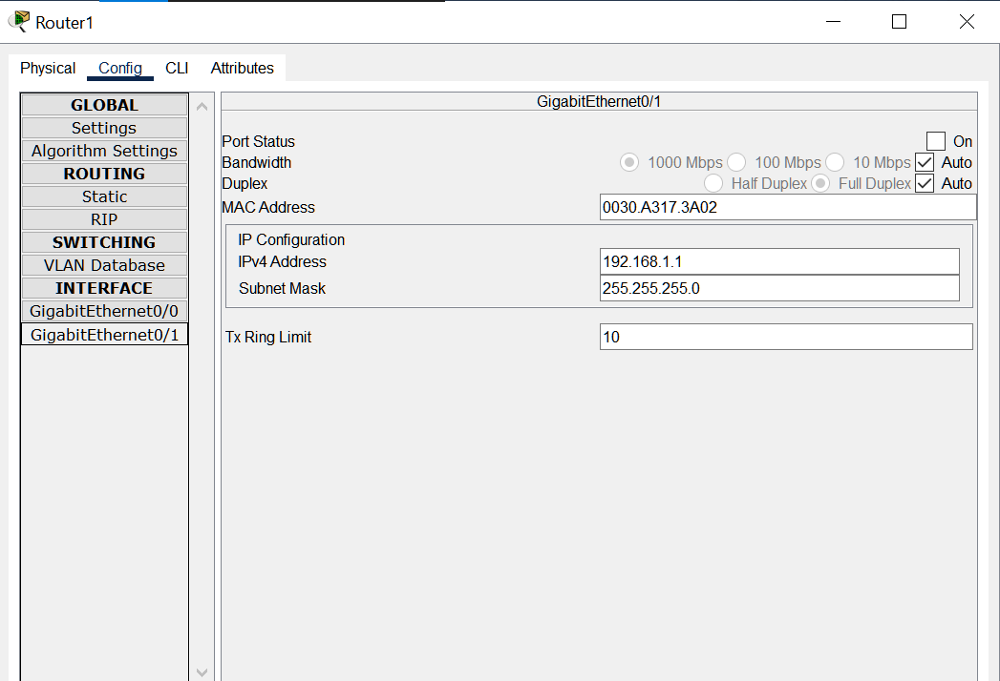 Router1
Physical Config CLI Attributes
GLOBAL
Settings
Algorithm Settings
ROUTING
Static
RIP
SWITCHING
VLAN Database
INTERFACE
GigabitEthernet0/0
GigabitEthernet0/1
GigabitEthernet0/1
Port Status On
Bandwidth 1000 Mbps 100 Mbps 10 Mbps Auto
Duplex Half Duplex Full Duplex Auto
MAC Address 0030.A317.3A02
IP Configuration
IPv4 Address 192.168.1.1
Subnet Mask 255.255.255.0
Tx Ring Limit 10